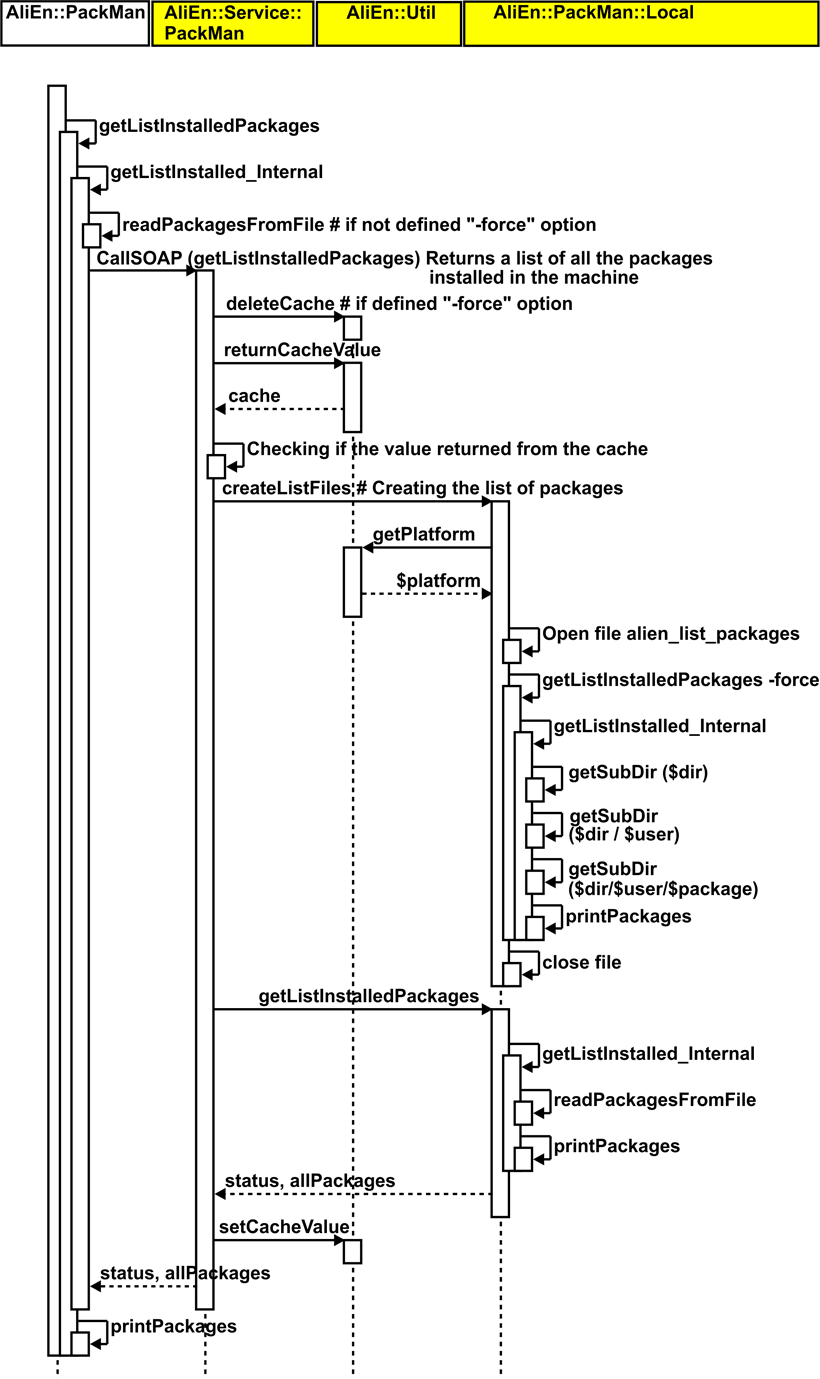 AliEn::PackMan
AliEn::Service::
PackMan
AliEn::Util
AliEn::PackMan::Local
getListInstalledPackages
getListInstalled_Internal
readPackagesFromFile # if not defined "-force" option
CallSOAP (getListInstalledPackages) Returns a list of all the packages
installed in the machine
deleteCache # if defined "-force" option
returnCacheValue
cache
Checking if the value returned from the cache
createListFiles # Creating the list of packages
getPlatform
$platform
Open file alien_list_packages
getListInstalledPackages -force
getListInstalled_Internal
getSubDir ($dir)
getSubDir
($dir / $user)
getSubDir
($dir/$user/$package)
printPackages
close file
getListInstalledPackages
getListInstalled_Internal
readPackagesFromFile
printPackages
status, allPackages
setCacheValue
status, allPackages
printPackages